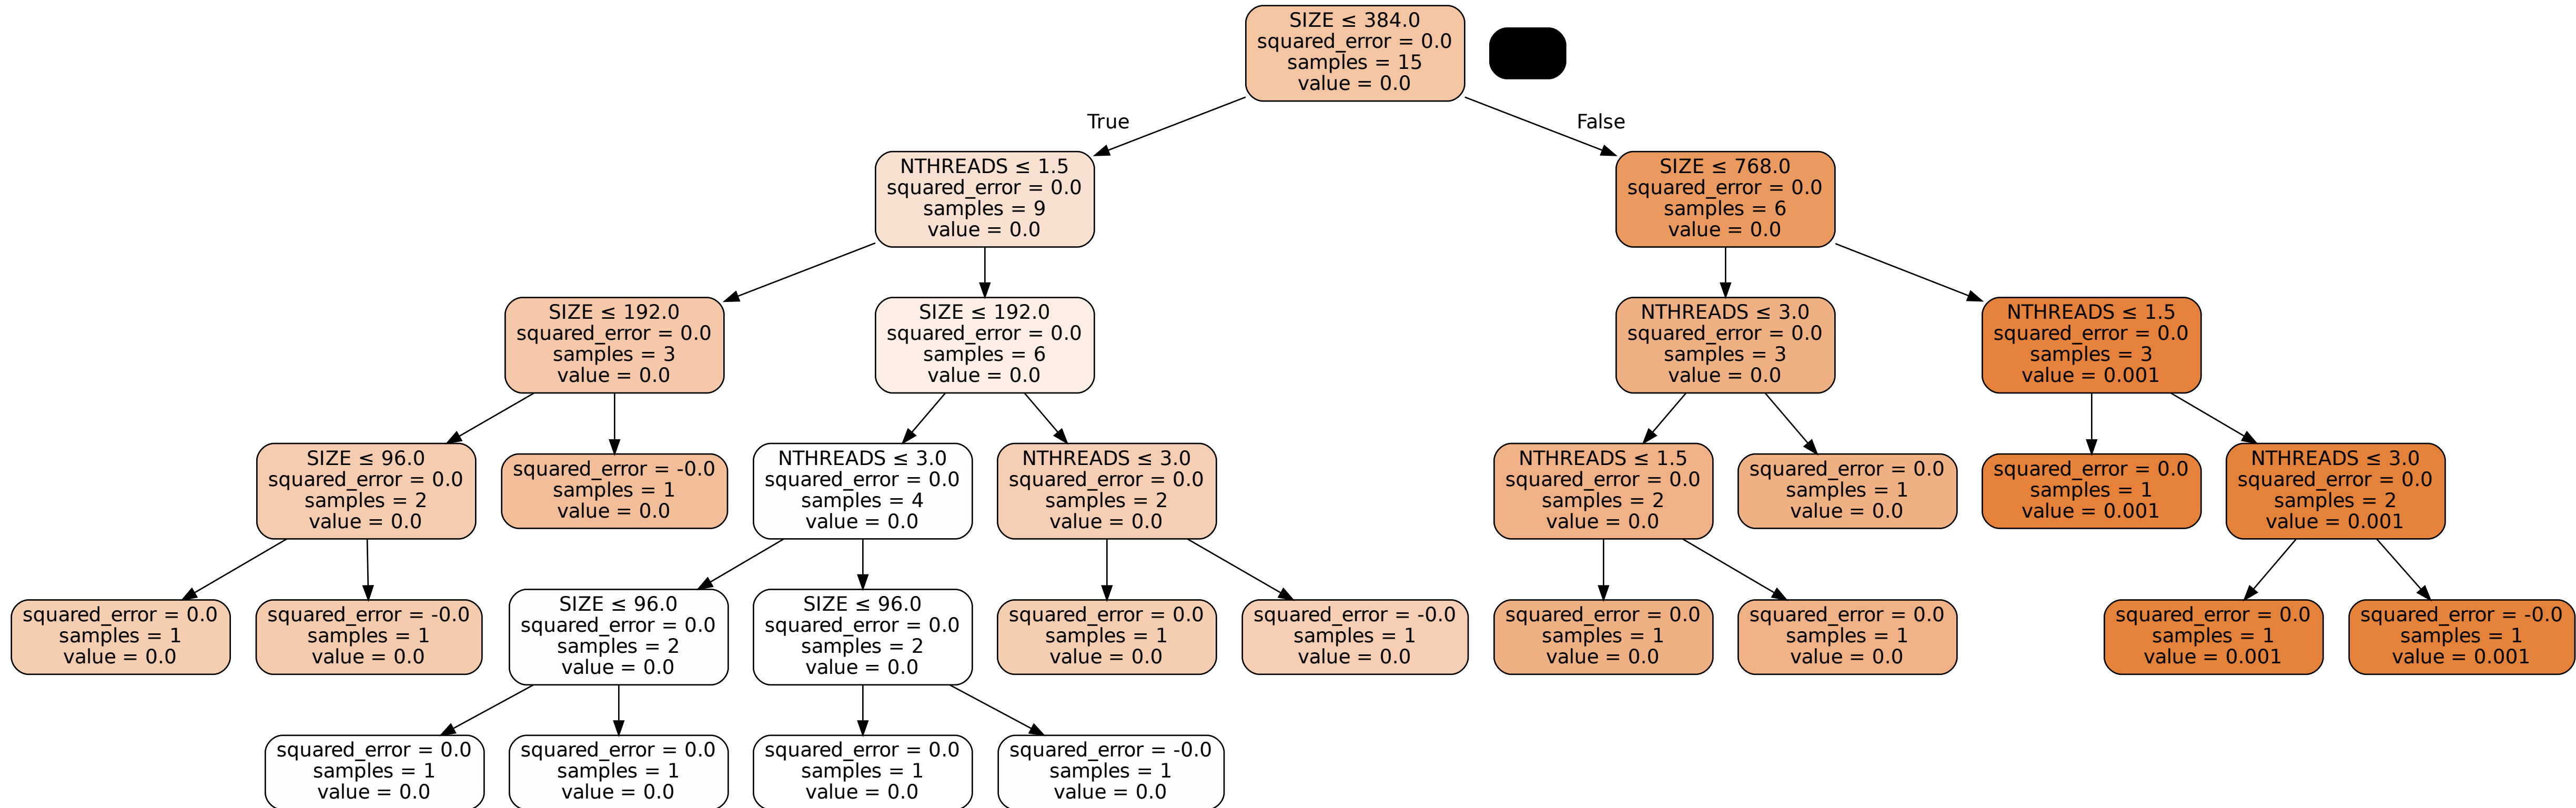 SIZE ≤ 384.0
squared_error = 0.0
samples = 15
value = 0.0
True
False
NTHREADS ≤ 1.5
squared_error = 0.0
samples = 9
value = 0.0
SIZE ≤ 768.0
squared_error = 0.0
samples = 6
value = 0.0
SIZE ≤ 192.0
squared_error = 0.0
samples = 3
value = 0.0
SIZE ≤ 192.0
squared_error = 0.0
samples = 6
value = 0.0
NTHREADS ≤ 3.0
squared_error = 0.0
samples = 3
value = 0.0
NTHREADS ≤ 1.5
squared_error = 0.0
samples = 3
value = 0.001
SIZE ≤ 96.0
squared_error = 0.0
samples = 2
value = 0.0
squared_error = -0.0
samples = 1
value = 0.0
NTHREADS ≤ 3.0
squared_error = 0.0
samples = 4
value = 0.0
NTHREADS ≤ 3.0
squared_error = 0.0
samples = 2
value = 0.0
NTHREADS ≤ 1.5
squared_error = 0.0
samples = 2
value = 0.0
squared_error = 0.0
samples = 1
value = 0.0
squared_error = 0.0
samples = 1
value = 0.001
NTHREADS ≤ 3.0
squared_error = 0.0
samples = 2
value = 0.001
squared_error = 0.0
samples = 1
value = 0.0
squared_error = -0.0
samples = 1
value = 0.0
SIZE ≤ 96.0
squared_error = 0.0
samples = 2
value = 0.0
SIZE ≤ 96.0
squared_error = 0.0
samples = 2
value = 0.0
squared_error = 0.0
samples = 1
value = 0.0
squared_error = -0.0
samples = 1
value = 0.0
squared_error = 0.0
samples = 1
value = 0.0
squared_error = 0.0
samples = 1
value = 0.0
squared_error = 0.0
samples = 1
value = 0.001
squared_error = -0.0
samples = 1
value = 0.001
squared_error = 0.0
samples = 1
value = 0.0
squared_error = 0.0
samples = 1
value = 0.0
squared_error = 0.0
samples = 1
value = 0.0
squared_error = -0.0
samples = 1
value = 0.0